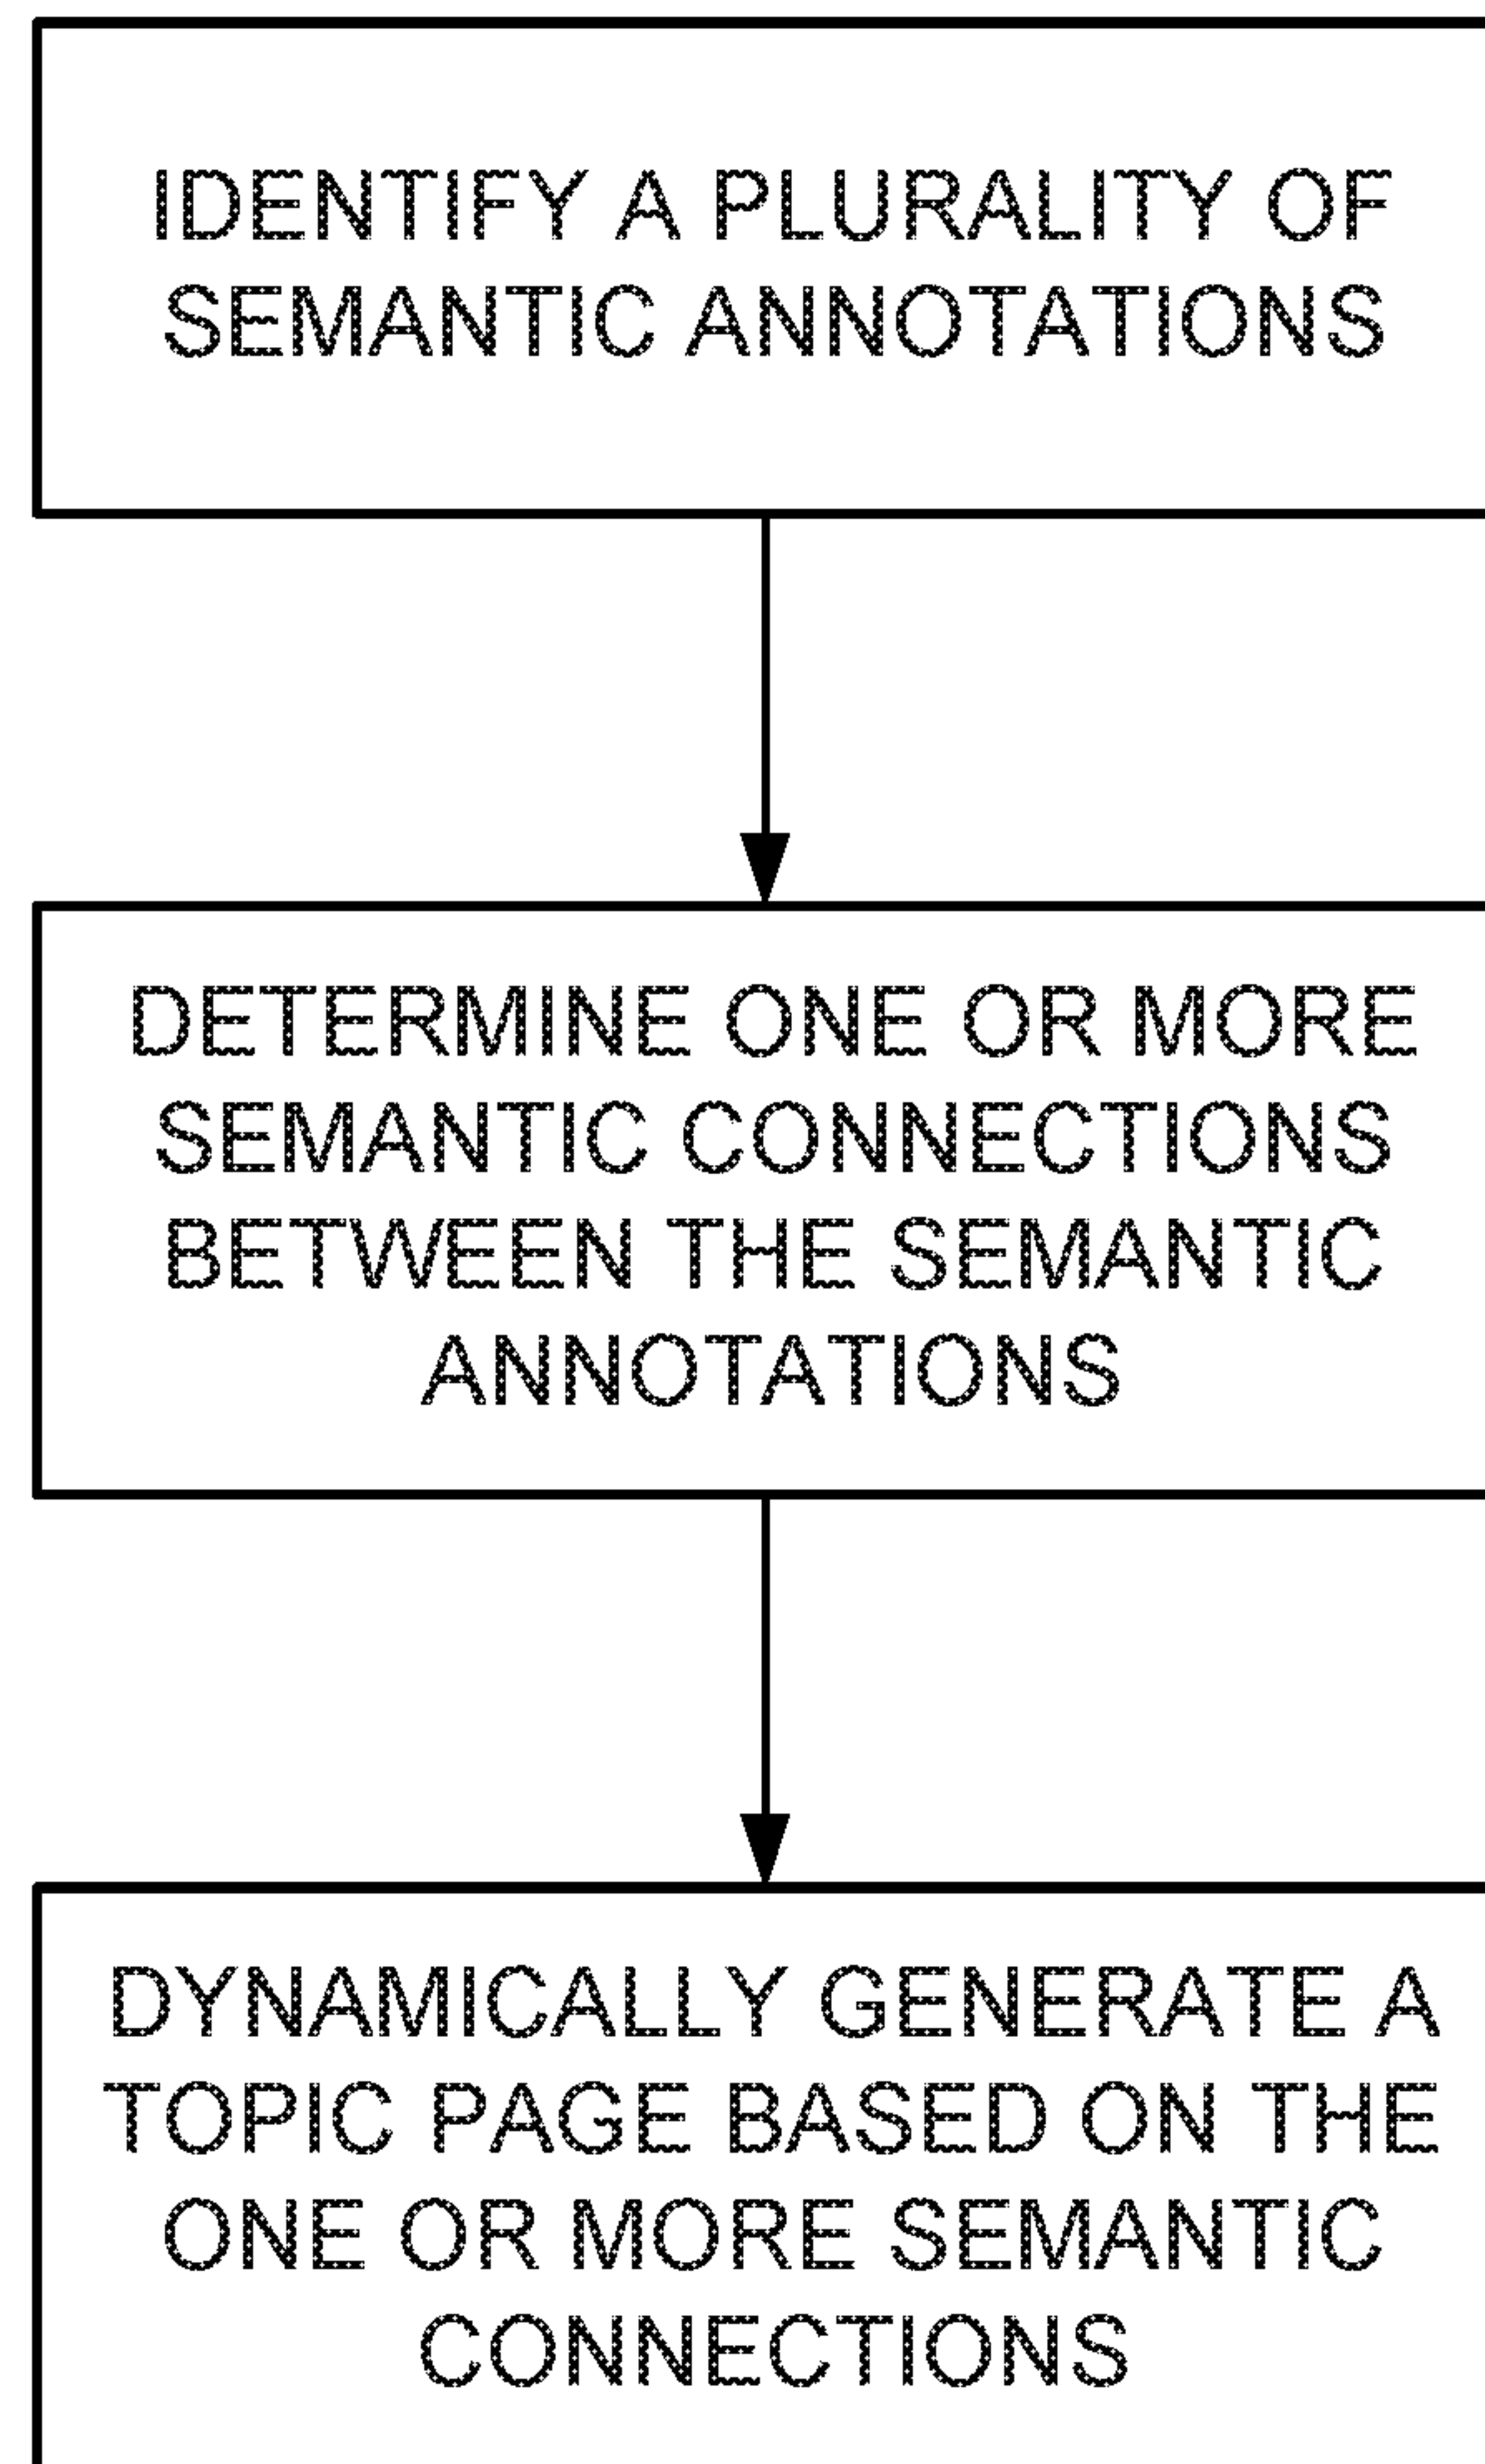 IDENTIFY A PLURALITY OF
SEMANTIC ANNOTATIONS
DETERMINE ONE OR MORE
SEMANTIC CONNECTIONS
BETWEEN THE SEMANTIC
ANNOTATIONS
DYNAMICALLY GENERATE A
TOPIC PAGE BASED ON THE
ONE OR MORE SEMANTIC
CONNECTIONS